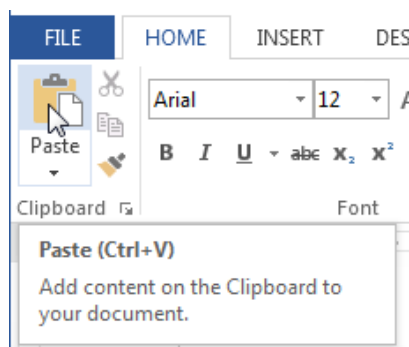 FILE HOME INSERT DES
Arial 12 A
Paste B I U abc X₂ X²
Clipboard Font
Paste (Ctrl+V)
Add content on the Clipboard to
your document.